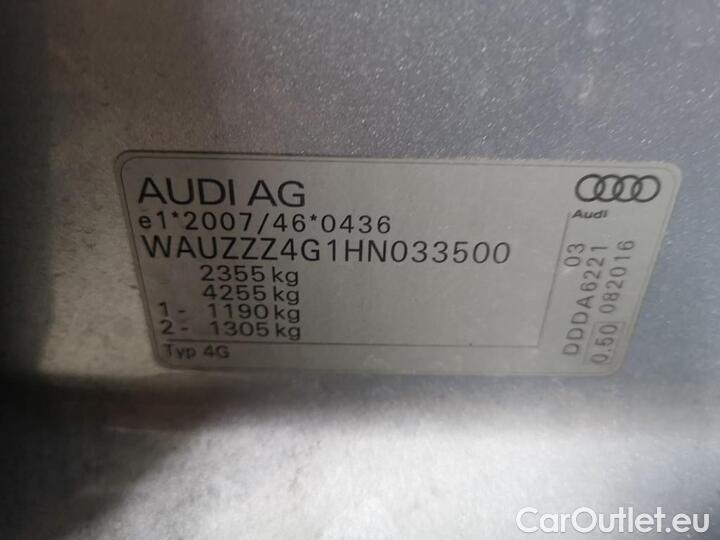 AUDI AG
e1*2007/46*0436
WAUZZZ4G1HN033500
2355 kg
4255 kg
1 - 1190 kg
2 - 1305 kg
Typ 4G
Audi
03
DDDA6221
0.50 082016
CarOutlet.eu